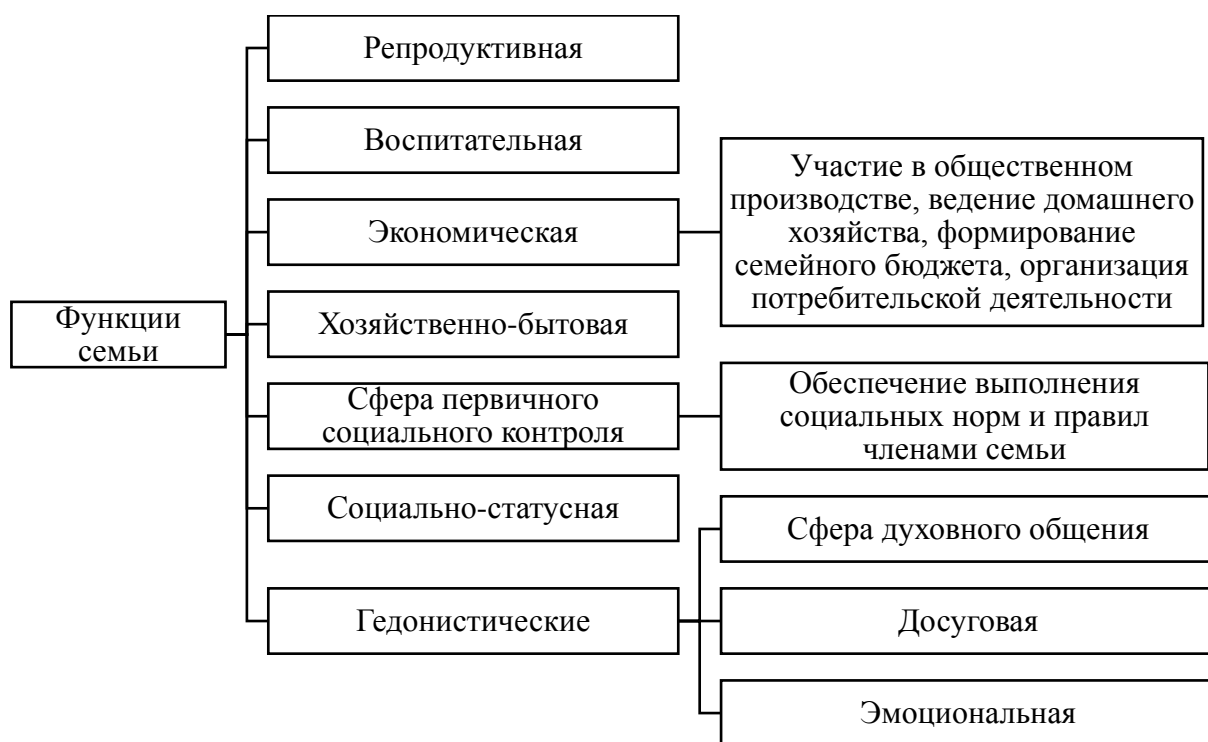 Функции
семьи
Репродуктивная
Воспитательная
Экономическая
Участие в общественном
производстве, ведение домашнего
хозяйства, формирование
семейного бюджета, организация
потребительской деятельности
Хозяйственно-бытовая
Сфера первичного
социального контроля
Обеспечение выполнения
социальных норм и правил
членами семьи
Социально-статусная
Гедонистические
Сфера духовного общения
Досуговая
Эмоциональная